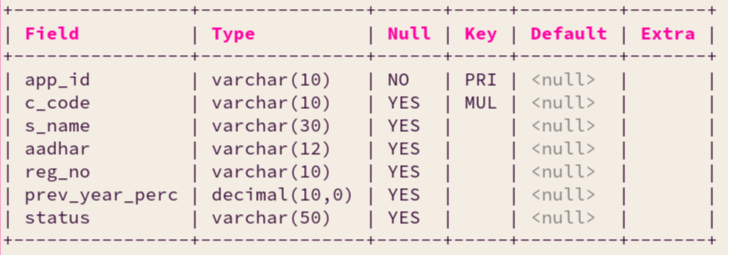 +----------------+---------------+------+-----+---------+-------+
| Field          | Type          | Null | Key | Default | Extra |
+----------------+---------------+------+-----+---------+-------+
| app_id         | varchar(10)   | NO   | PRI | <null>  |       |
| c_code         | varchar(10)   | YES  | MUL | <null>  |       |
| s_name         | varchar(30)   | YES  |     | <null>  |       |
| aadhar         | varchar(12)   | YES  |     | <null>  |       |
| reg_no         | varchar(10)   | YES  |     | <null>  |       |
| prev_year_perc | decimal(10,0) | YES  |     | <null>  |       |
| status         | varchar(50)   | YES  |     | <null>  |       |
+----------------+---------------+------+-----+---------+-------+